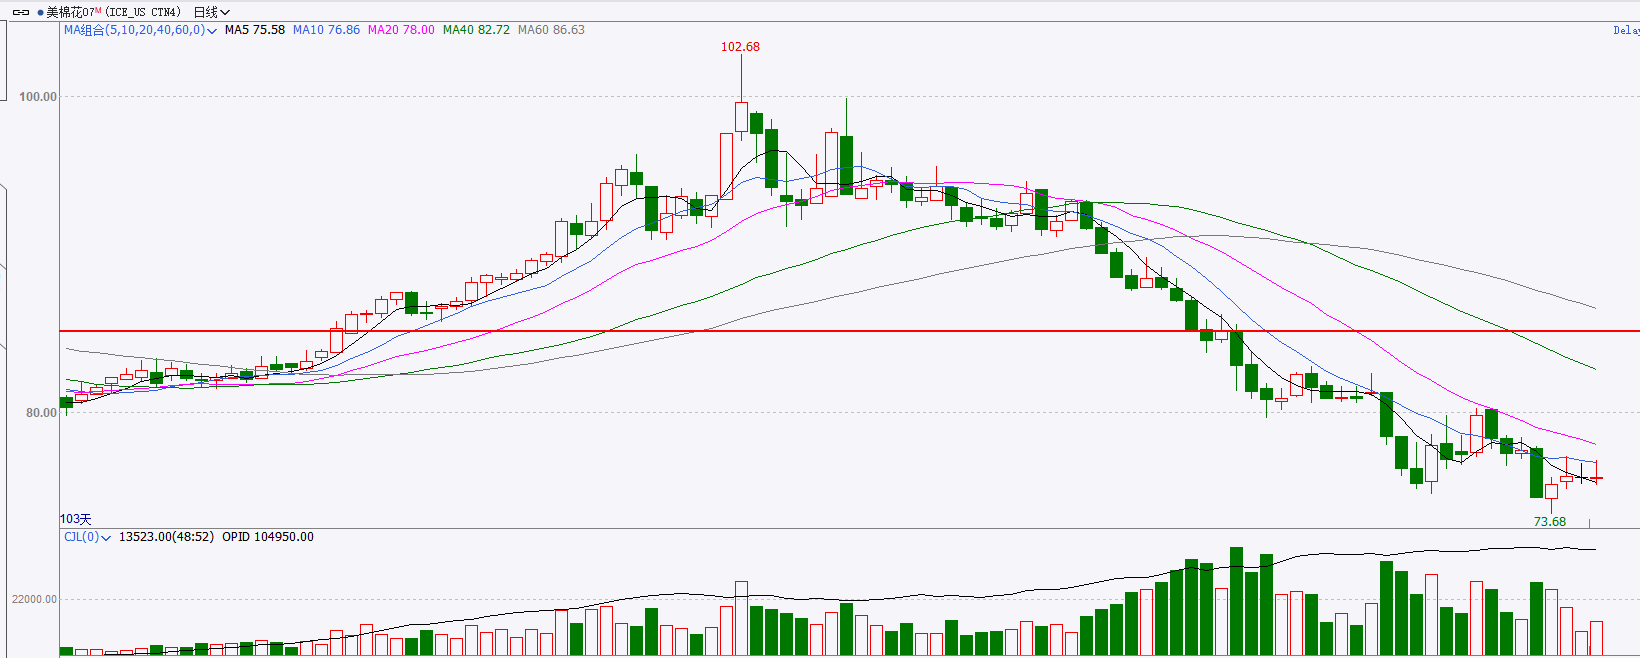 美棉花07M (ICE_US CTN4) 日线
MA组合(5,10,20,40,60,0) MA5 75.58 MA10 76.86 MA20 78.00 MA40 82.72 MA60 86.63
Delay
102.68
100.00
80.00
103天
73.68
CJL(0) 13523.00(48:52) OPID 104950.00
22000.00